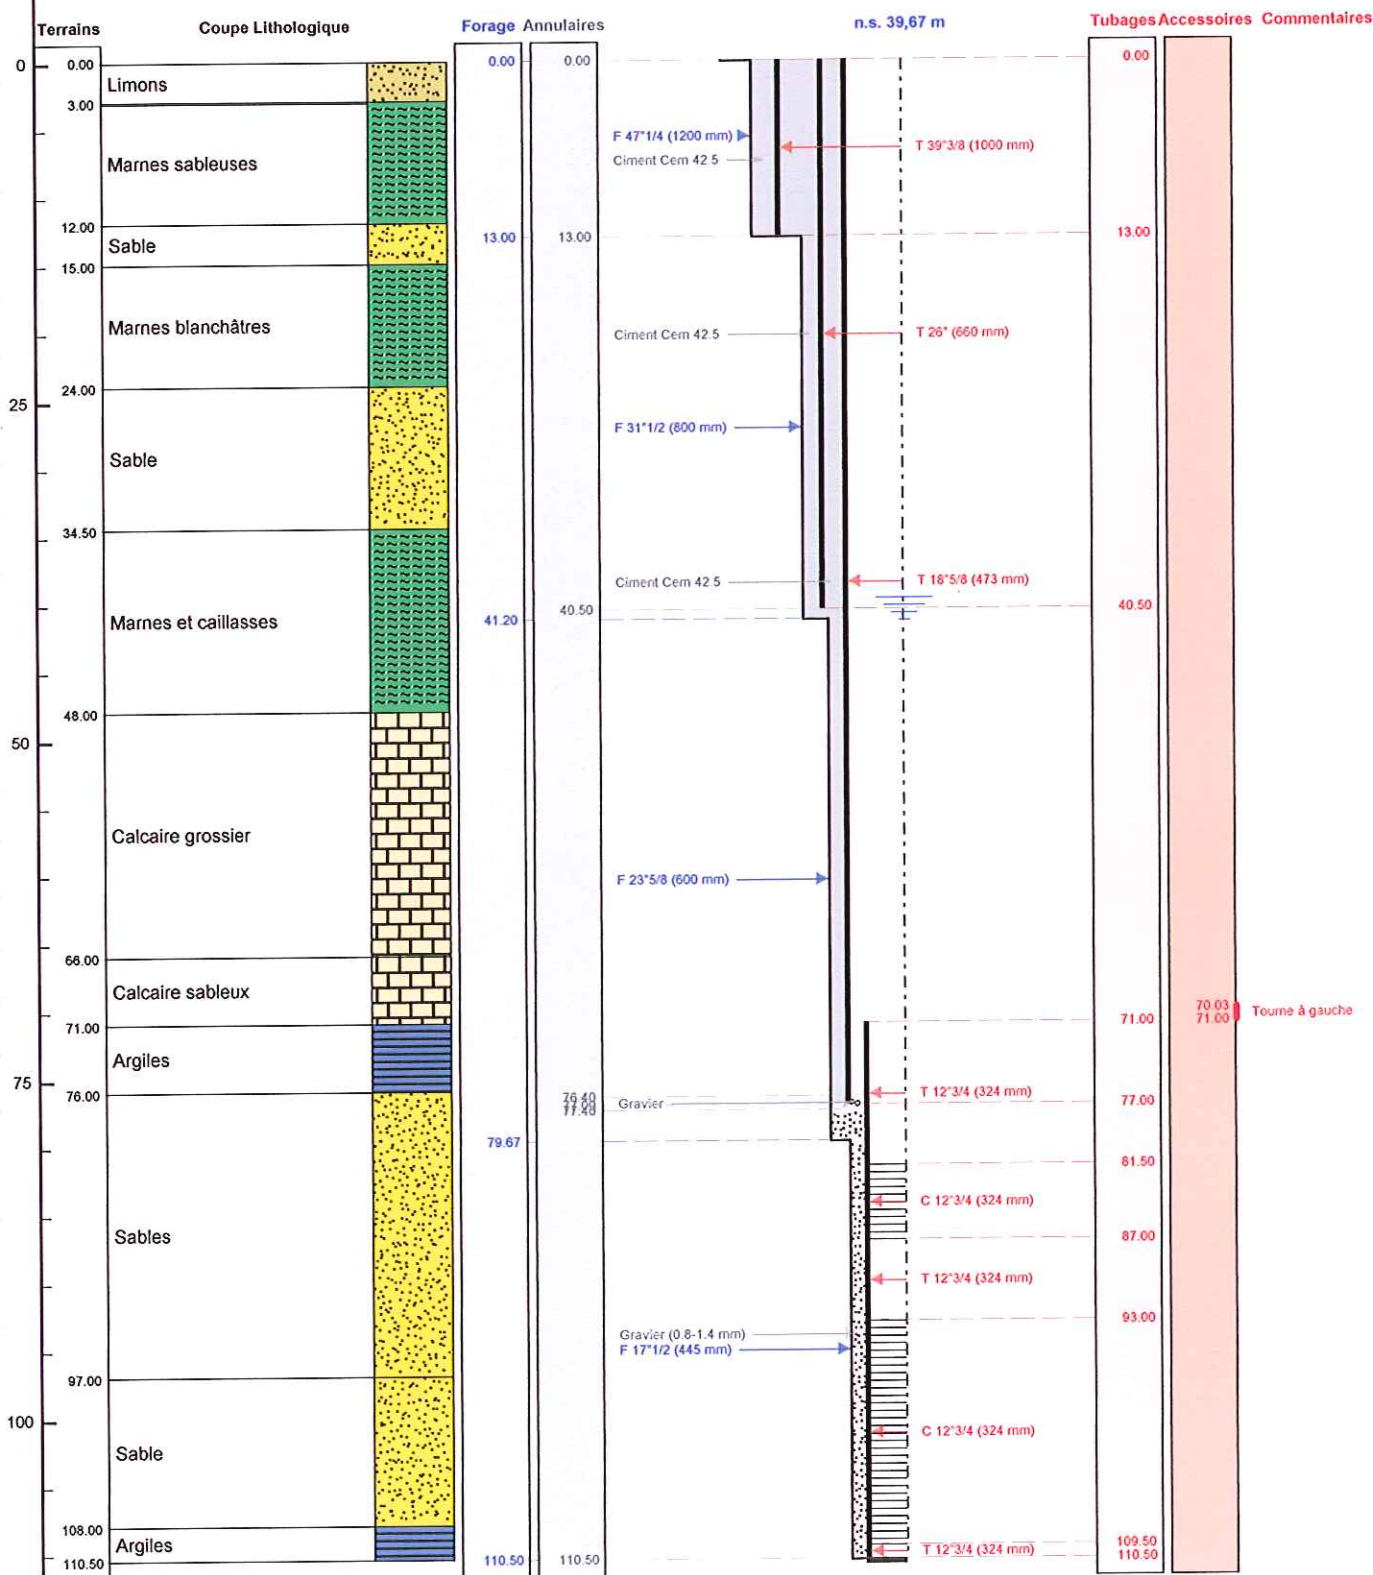 Terrains Coupe Lithologique Forage Annulaires n.s. 39,67 m Tubages Accessoires Commentaires
0 0.00 0.00 0.00 0.00
Limons
3.00
F 47"1/4 (1200 mm) T 39"3/8 (1000 mm)
Marnes sableuses Ciment Cem 42.5
12.00
Sable 13.00 13.00 13.00
15.00
Marnes blanchâtres Ciment Cem 42.5 T 26" (660 mm)
24.00
25
F 31"1/2 (800 mm)
Sable
34.50
Ciment Cem 42.5 T 18"5/8 (473 mm)
40.50 40.50
Marnes et caillasses 41.20
48.00
50
Calcaire grossier
F 23"5/8 (600 mm)
66.00
Calcaire sableux
70.03
71.00 71.00 71.00 Tourne à gauche
Argiles
75
76.00 76.40 T 12"3/4 (324 mm)
77.00 Gravier 77.00
77.40
79.67
81.50
C 12"3/4 (324 mm)
Sables 87.00
T 12"3/4 (324 mm)
93.00
Gravier (0.8-1.4 mm)
F 17"1/2 (445 mm)
97.00
100
C 12"3/4 (324 mm)
Sable
108.00
109.50
Argiles T 12"3/4 (324 mm)
110.50 110.50 110.50 110.50